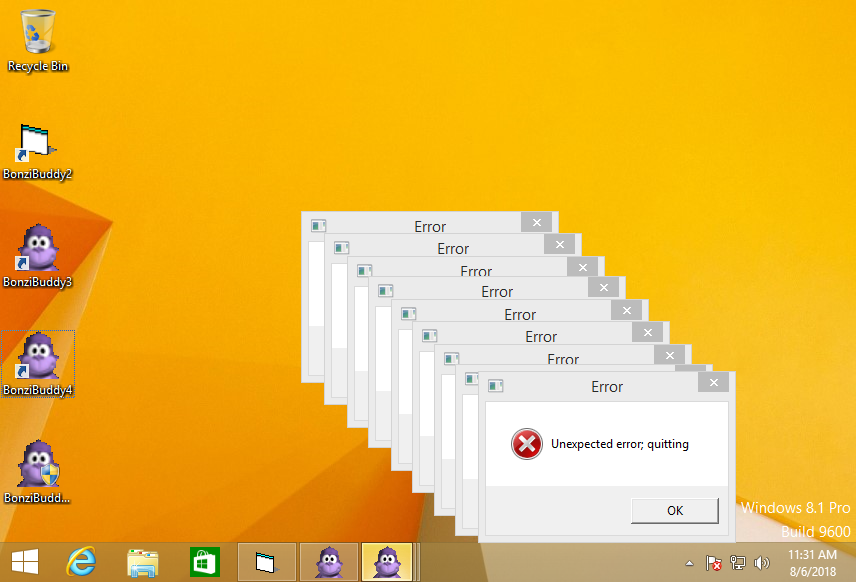 Recycle Bin
BonziBuddy2
BonziBuddy3
BonziBuddy4
BonziBudd...
Error
Error
Error
Error
Error
Error
Error
Error
Unexpected error; quitting
OK
Windows 8.1 Pro
Build 9600
11:31 AM
8/6/2018